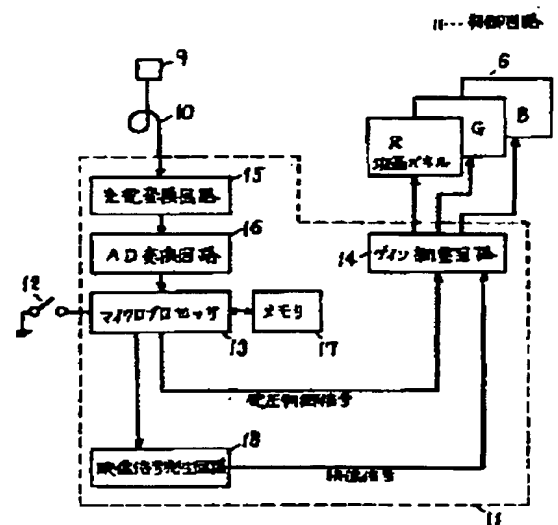 11… 制御回路
9
6
10
B
G
R
液晶パネル
15
光電変換回路
16
AD変換回路
14
ゲイン調整回路
12
マイクロプロセッサ
メモリ
13
17
電圧制御信号
18
映像信号発生回路
映像信号
11